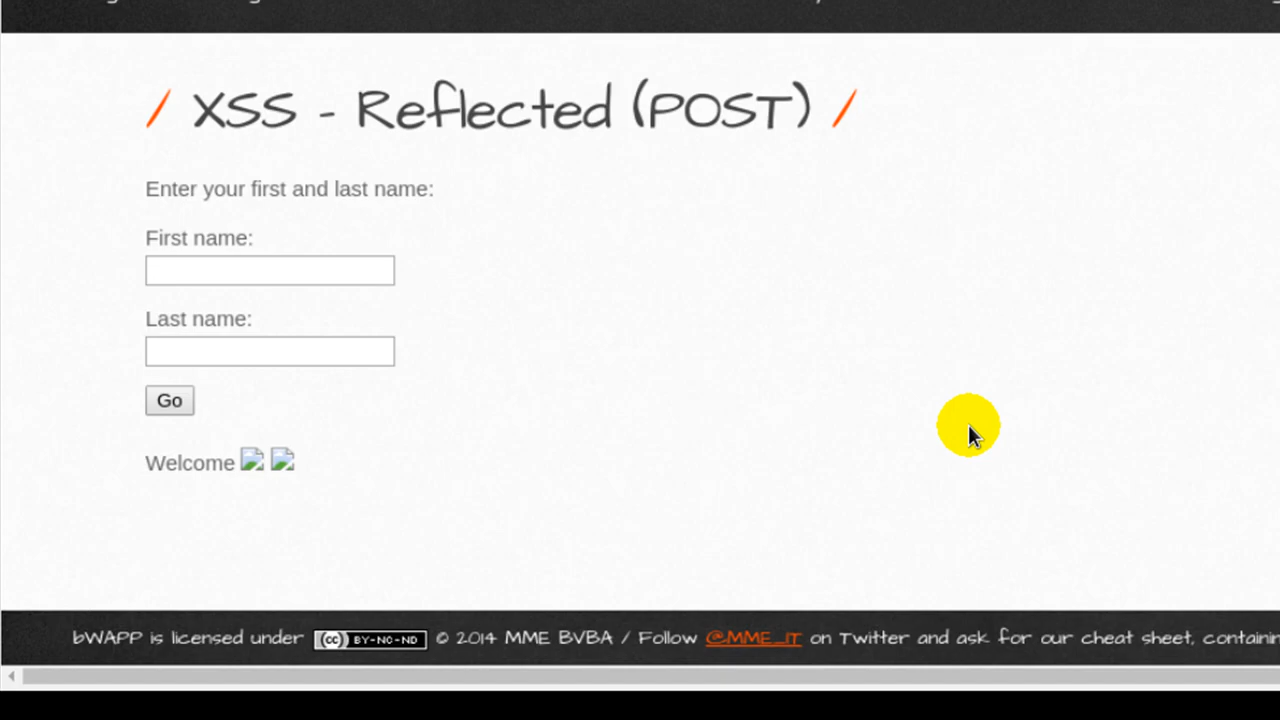 / XSS - Reflected (POST) /
Enter your first and last name:
First name:
Last name:
Go
Welcome
bWAPP is licensed under (cc) BY-NC-ND © 2014 MME BVBA / Follow @MME_IT on Twitter and ask for our cheat sheet, containin